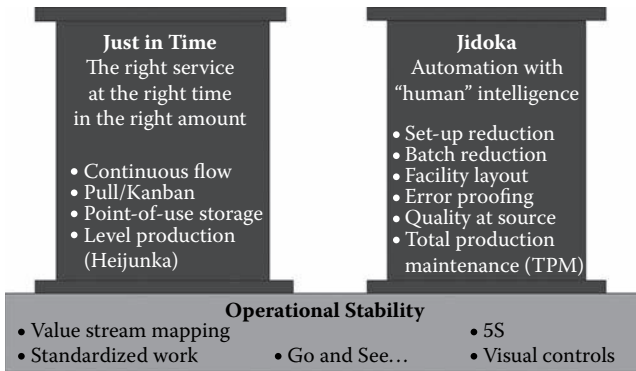 Just in Time
The right service
at the right time
in the right amount
• Continuous flow
• Pull/Kanban
• Point-of-use storage
• Level production
(Heijunka)
Jidoka
Automation with
“human” intelligence
• Set-up reduction
• Batch reduction
• Facility layout
• Error proofing
• Quality at source
• Total production
maintenance (TPM)
Operational Stability
• Value stream mapping
• 5S
• Standardized work
• Go and See…
• Visual controls